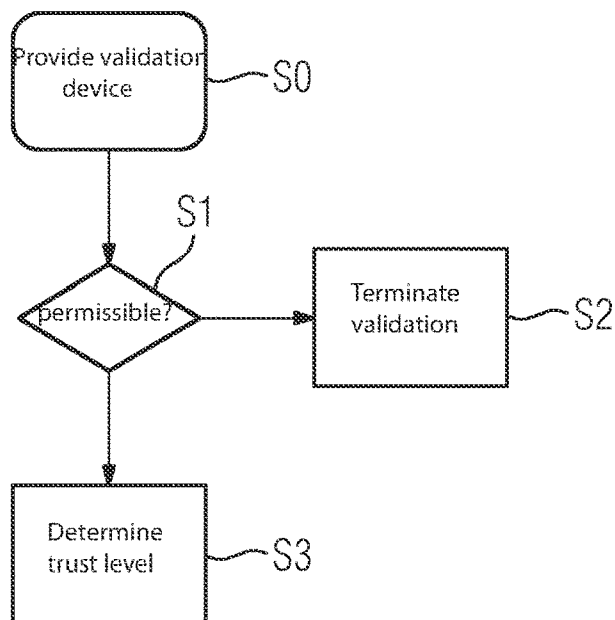 Provide validation
device
S0
S1
permissible?
Terminate
validation
S2
Determine
trust level
S3